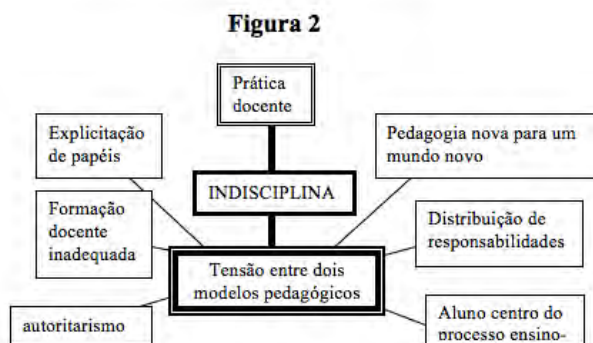 Figura 2
Prática
docente
Explicitação
de papéis
Pedagogia nova para um
mundo novo
INDISCIPLINA
Formação
docente
inadequada
Distribuição de
responsabilidades
Tensão entre dois
modelos pedagógicos
autoritarismo
Aluno centro do
processo ensino-